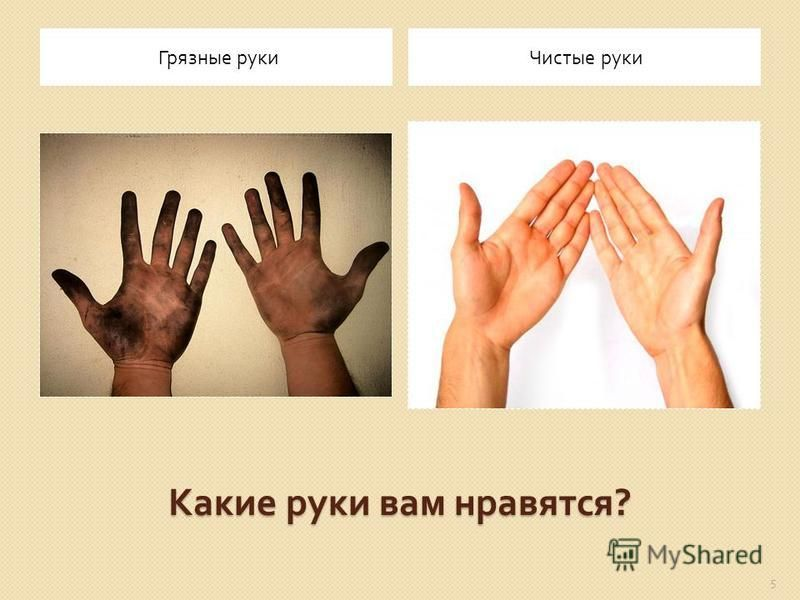 Грязные руки
Чистые руки
Какие руки вам нравятся?
MyShared
5